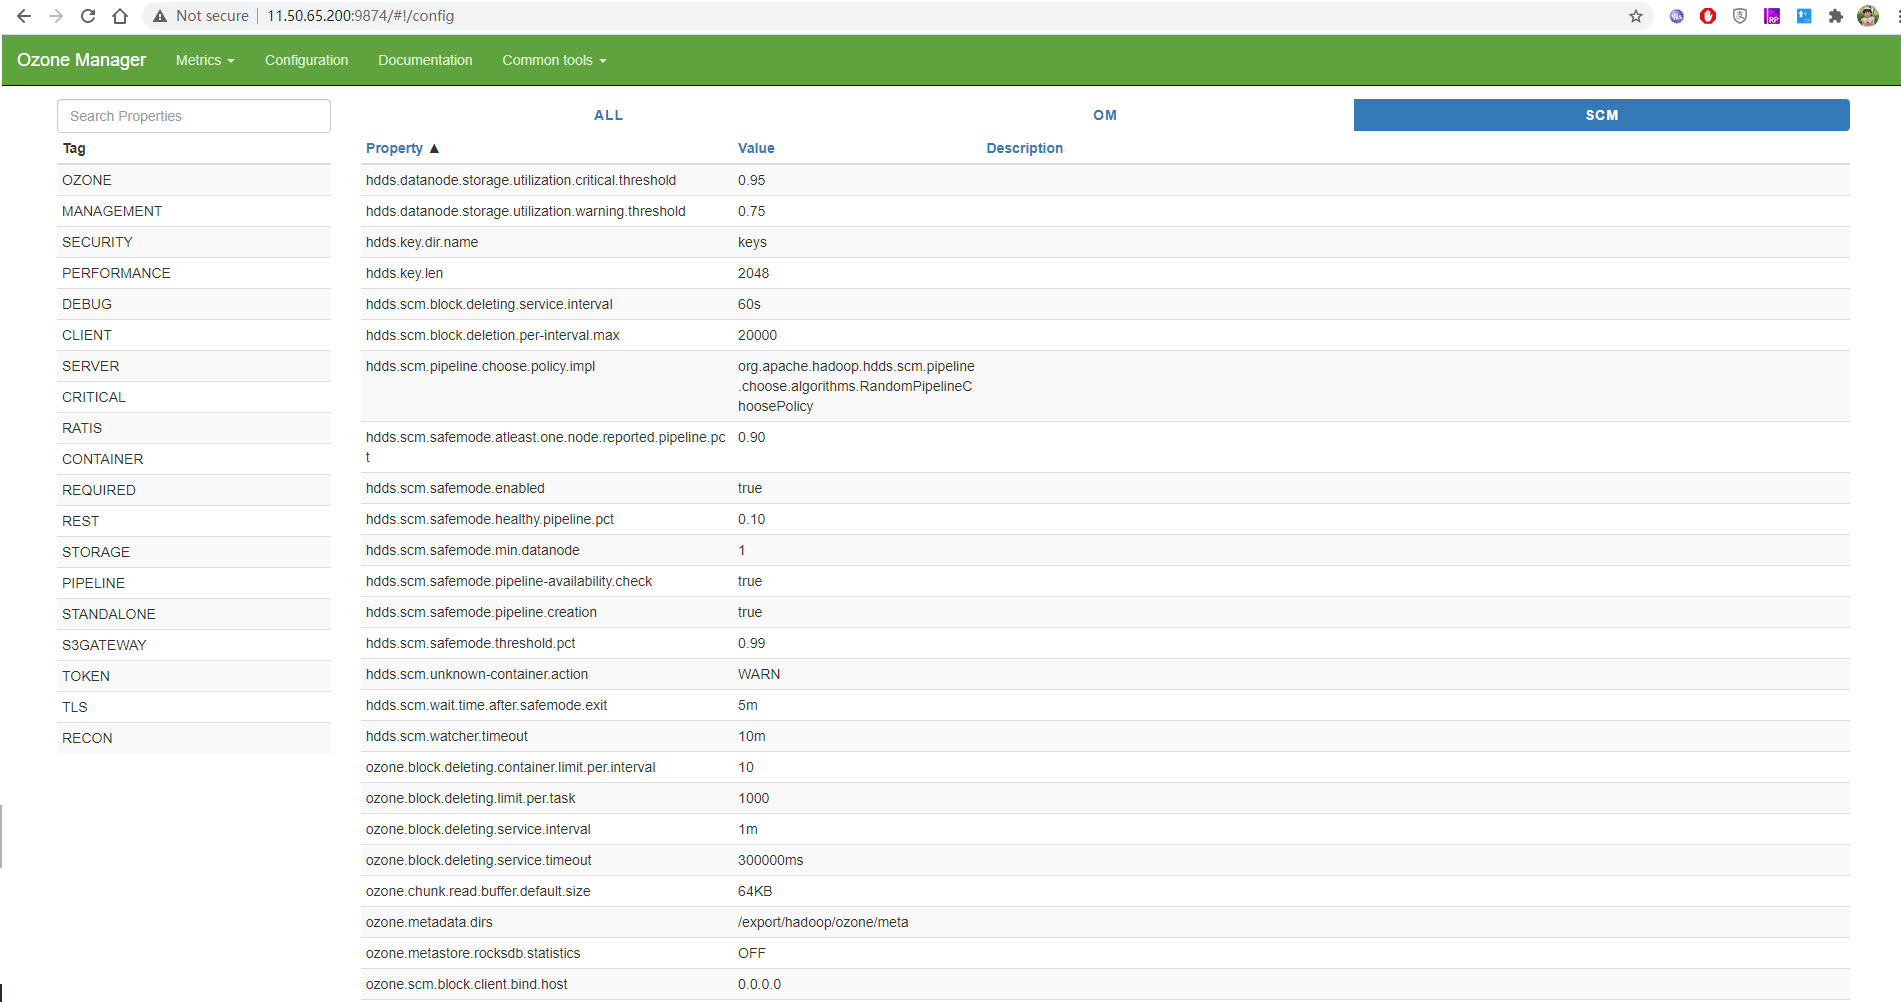 Not secure 11.50.65.200:9874/#!/config
Ozone Manager Metrics Configuration Documentation Common tools
Search Properties ALL OM SCM
Tag Property ▲ Value Description
OZONE
MANAGEMENT
SECURITY
PERFORMANCE
DEBUG
CLIENT
SERVER
CRITICAL
RATIS
CONTAINER
REQUIRED
REST
STORAGE
PIPELINE
STANDALONE
S3GATEWAY
TOKEN
TLS
RECON
hdds.datanode.storage.utilization.critical.threshold 0.95
hdds.datanode.storage.utilization.warning.threshold 0.75
hdds.key.dir.name keys
hdds.key.len 2048
hdds.scm.block.deleting.service.interval 60s
hdds.scm.block.deletion.per-interval.max 20000
hdds.scm.pipeline.choose.policy.impl org.apache.hadoop.hdds.scm.pipeline
.choose.algorithms.RandomPipelineC
hoosePolicy
hdds.scm.safemode.atleast.one.node.reported.pipeline.pc 0.90
t
hdds.scm.safemode.enabled true
hdds.scm.safemode.healthy.pipeline.pct 0.10
hdds.scm.safemode.min.datanode 1
hdds.scm.safemode.pipeline-availability.check true
hdds.scm.safemode.pipeline.creation true
hdds.scm.safemode.threshold.pct 0.99
hdds.scm.unknown-container.action WARN
hdds.scm.wait.time.after.safemode.exit 5m
hdds.scm.watcher.timeout 10m
ozone.block.deleting.container.limit.per.interval 10
ozone.block.deleting.limit.per.task 1000
ozone.block.deleting.service.interval 1m
ozone.block.deleting.service.timeout 300000ms
ozone.chunk.read.buffer.default.size 64KB
ozone.metadata.dirs /export/hadoop/ozone/meta
ozone.metastore.rocksdb.statistics OFF
ozone.scm.block.client.bind.host 0.0.0.0